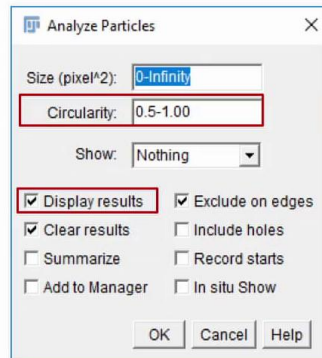 Analyze Particles
Size (pixel^2): 0-Infinity
Circularity: 0.5-1.00
Show: Nothing
Display results Exclude on edges
Clear results Include holes
Summarize Record starts
Add to Manager In situ Show
OK Cancel Help